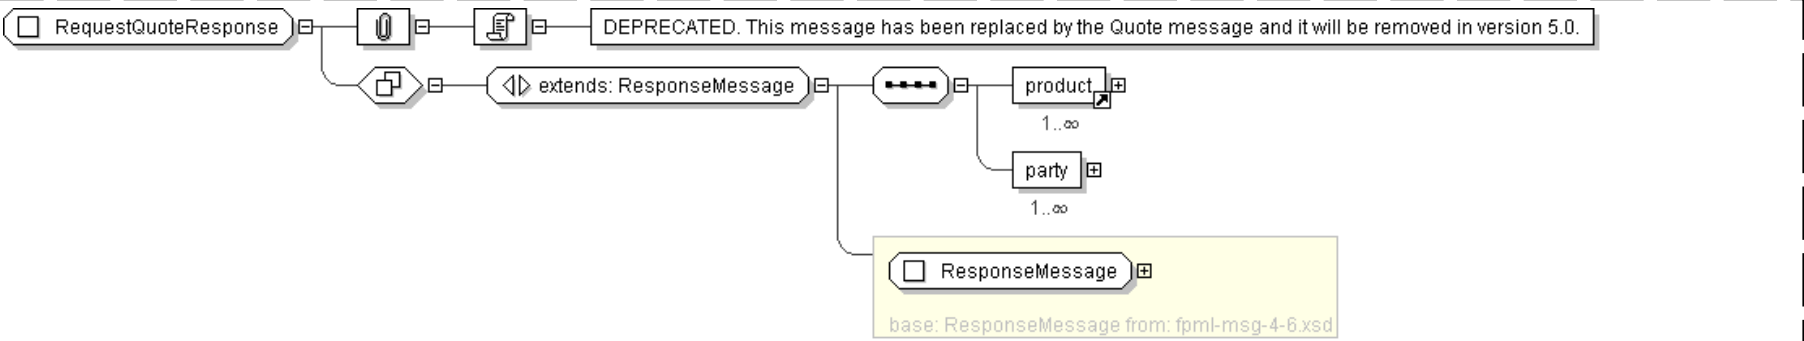 RequestQuoteResponse
DEPRECATED. This message has been replaced by the Quote message and it will be removed in version 5.0.
extends: ResponseMessage
product
1..∞
party
1..∞
ResponseMessage
base: ResponseMessage from: fpml-msg-4-6.xsd